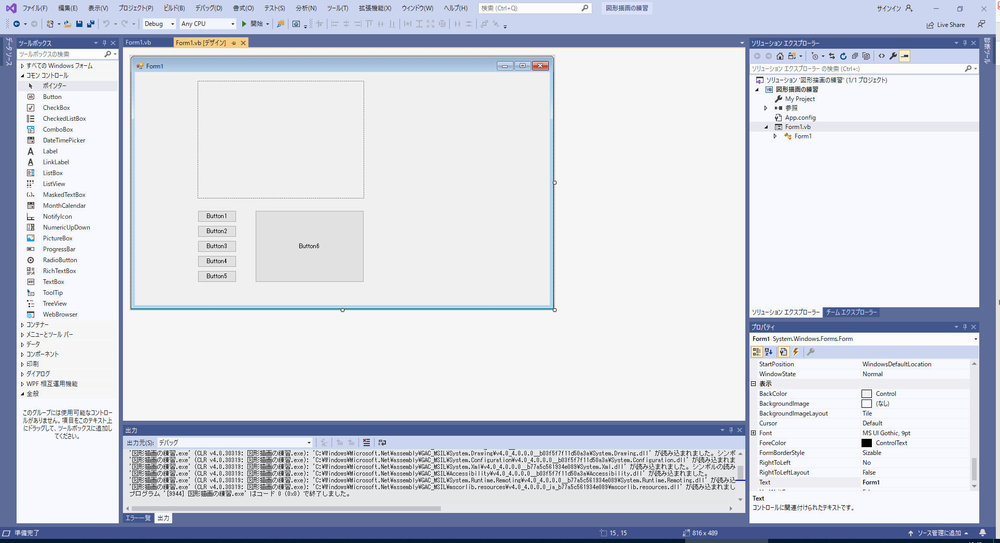 ファイル(F) 編集(E) 表示(V) プロジェクト(P) ビルド(B) デバッグ(D) 書式(O) テスト(S) 分析(N) ツール(T) 拡張機能(X) ウィンドウ(W) ヘルプ(H) 検索 (Ctrl+Q) 図形描画の練習 サインイン
Debug Any CPU 開始 Live Share
データ ソース
ツールボックス
ツールボックスの検索
すべての Windows フォーム
コモン コントロール
ポインター
Button
CheckBox
CheckedListBox
ComboBox
DateTimePicker
Label
LinkLabel
ListBox
ListView
MaskedTextBox
MonthCalendar
NotifyIcon
NumericUpDown
PictureBox
ProgressBar
RadioButton
RichTextBox
TextBox
ToolTip
TreeView
WebBrowser
コンテナー
メニューとツール バー
データ
コンポーネント
印刷
ダイアログ
WPF 相互運用機能
全般
このグループには使用可能なコントロー
ルがありません。項目をこのテキスト上
にドラッグして、ツールボックスに追加し
てください。
Form1.vb Form1.vb [デザイン]
Form1
Button1
Button2
Button3
Button4
Button5
Button6
出力
出力元(S): デバッグ
'図形描画の練習.exe' (CLR v4.0.30319: 図形描画の練習.exe): 'C:¥Windows¥Microsoft.Net¥assembly¥GAC_MSIL¥System.Drawing¥v4.0_4.0.0.0__b03f5f7f11d50a3a¥System.Drawing.dll' が読み込まれました。シンボ
'図形描画の練習.exe' (CLR v4.0.30319: 図形描画の練習.exe): 'C:¥Windows¥Microsoft.Net¥assembly¥GAC_MSIL¥System.Configuration¥v4.0_4.0.0.0__b03f5f7f11d50a3a¥System.Configuration.dll' が読み込まれま
'図形描画の練習.exe' (CLR v4.0.30319: 図形描画の練習.exe): 'C:¥Windows¥Microsoft.Net¥assembly¥GAC_MSIL¥System.Xml¥v4.0_4.0.0.0__b77a5c561934e089¥System.Xml.dll' が読み込まれました。シンボルの読み
'図形描画の練習.exe' (CLR v4.0.30319: 図形描画の練習.exe): 'C:¥Windows¥Microsoft.Net¥assembly¥GAC_MSIL¥Accessibility¥v4.0_4.0.0.0__b03f5f7f11d50a3a¥Accessibility.dll' が読み込まれました。
'図形描画の練習.exe' (CLR v4.0.30319: 図形描画の練習.exe): 'C:¥Windows¥Microsoft.Net¥assembly¥GAC_MSIL¥System.Runtime.Remoting¥v4.0_4.0.0.0__b77a5c561934e089¥System.Runtime.Remoting.dll' が読み込
'図形描画の練習.exe' (CLR v4.0.30319: 図形描画の練習.exe): 'C:¥Windows¥Microsoft.Net¥assembly¥GAC_MSIL¥mscorlib.resources¥v4.0_4.0.0.0_ja_b77a5c561934e089¥mscorlib.resources.dll' が読み込まれまし
プログラム '[9944] 図形描画の練習.exe' はコード 0 (0x0) で終了しました。
エラー一覧 出力
ソリューション エクスプローラー
ソリューション エクスプローラー の検索 (Ctrl+:)
ソリューション '図形描画の練習' (1/1 プロジェクト)
図形描画の練習
My Project
参照
App.config
Form1.vb
Form1
ソリューション エクスプローラー チーム エクスプローラー
診断ツール
プロパティ
Form1 System.Windows.Forms.Form
StartPosition WindowsDefaultLocation
WindowState Normal
表示
BackColor Control
BackgroundImage (なし)
BackgroundImageLayout Tile
Cursor Default
Font MS UI Gothic, 9pt
ForeColor ControlText
FormBorderStyle Sizable
RightToLeft No
RightToLeftLayout False
Text Form1
Text
コントロールに関連付けられたテキストです。
準備完了 15 , 15 816 x 489 ソース管理に追加